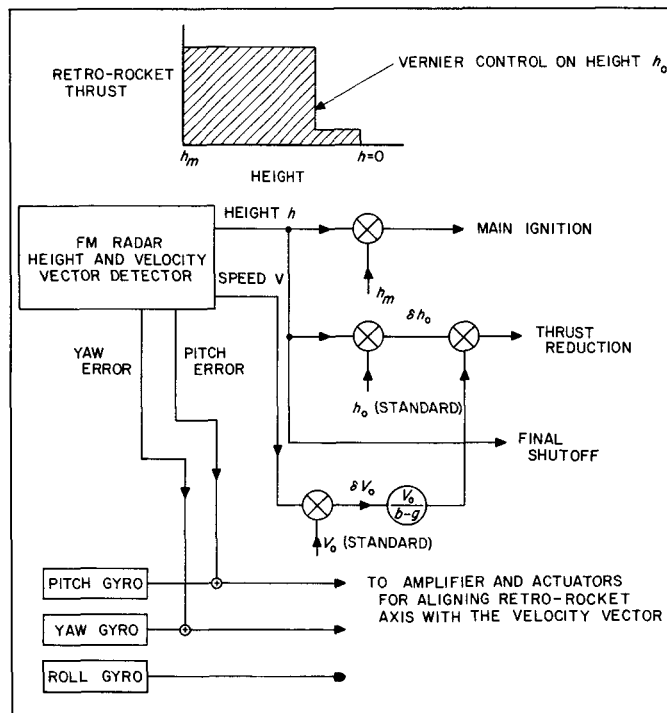 RETRO-ROCKET
THRUST
VERNIER CONTROL ON HEIGHT h₀
hₘ
h=0
HEIGHT
HEIGHT h
FM RADAR
HEIGHT AND VELOCITY
VECTOR DETECTOR
MAIN IGNITION
SPEED V
hₘ
YAW
ERROR
PITCH
ERROR
δh₀
THRUST
REDUCTION
h₀ (STANDARD)
FINAL
SHUTOFF
δV₀
V₀
b-g
V₀ (STANDARD)
PITCH GYRO
TO AMPLIFIER AND ACTUATORS
FOR ALIGNING RETRO-ROCKET
AXIS WITH THE VELOCITY VECTOR
YAW GYRO
ROLL GYRO